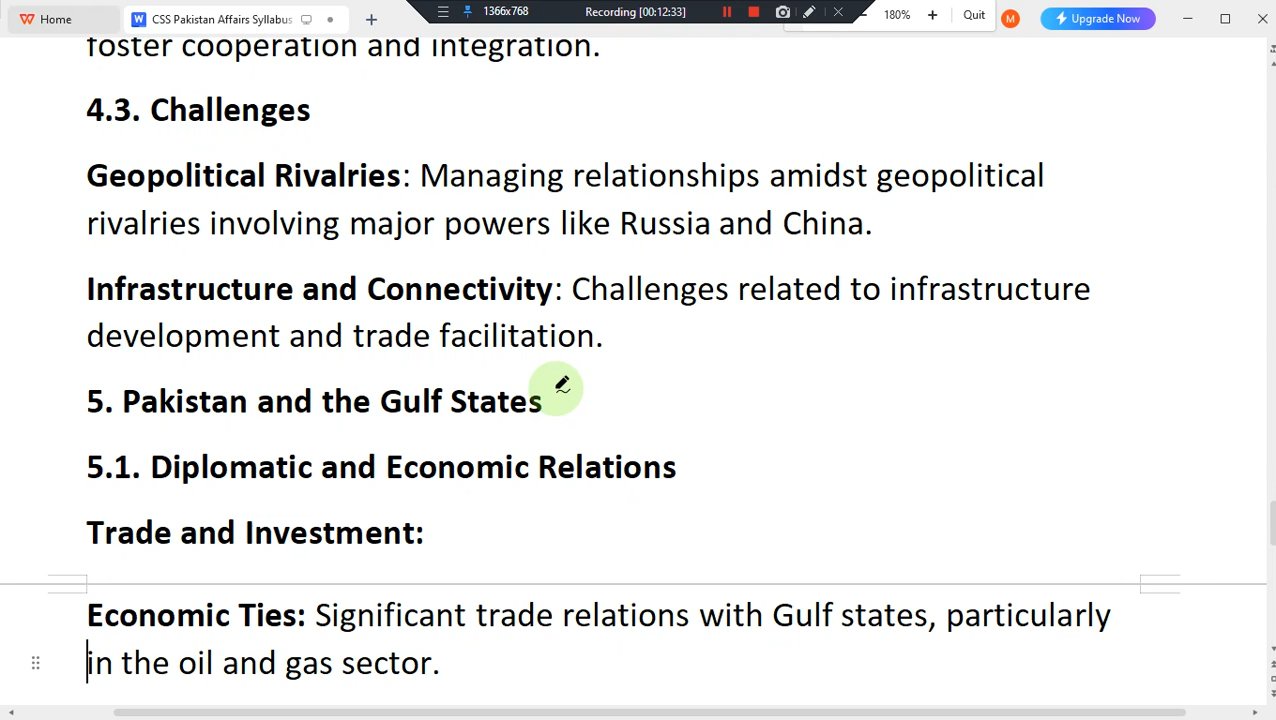 Home
CSS Pakistan Affairs Syllabus
1366x768
Recording [00:12:33]
180%
Quit
M
Upgrade Now
foster cooperation and integration.
4.3. Challenges
Geopolitical Rivalries: Managing relationships amidst geopolitical
rivalries involving major powers like Russia and China.
Infrastructure and Connectivity: Challenges related to infrastructure
development and trade facilitation.
5. Pakistan and the Gulf States
5.1. Diplomatic and Economic Relations
Trade and Investment:
Economic Ties: Significant trade relations with Gulf states, particularly
in the oil and gas sector.